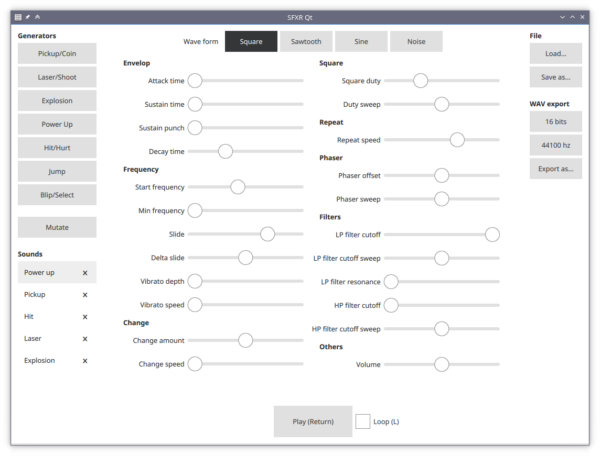 SFXR Qt
Generators
Pickup/Coin
Laser/Shoot
Explosion
Power Up
Hit/Hurt
Jump
Blip/Select
Mutate
Sounds
Power up x
Pickup x
Hit x
Laser x
Explosion x
Wave form Square Sawtooth Sine Noise
Envelop
Attack time
Sustain time
Sustain punch
Decay time
Frequency
Start frequency
Min frequency
Slide
Delta slide
Vibrato depth
Vibrato speed
Change
Change amount
Change speed
Square
Square duty
Duty sweep
Repeat
Repeat speed
Phaser
Phaser offset
Phaser sweep
Filters
LP filter cutoff
LP filter cutoff sweep
LP filter resonance
HP filter cutoff
HP filter cutoff sweep
Others
Volume
Play (Return) Loop (L)
File
Load...
Save as...
WAV export
16 bits
44100 hz
Export as...